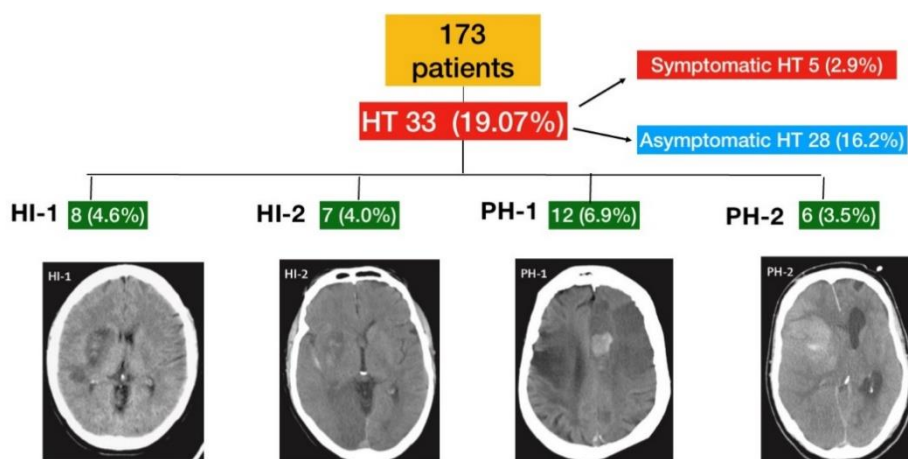 173
patients
HT 33 (19.07%)
Symptomatic HT 5 (2.9%)
Asymptomatic HT 28 (16.2%)
HI-1 8 (4.6%)
HI-2 7 (4.0%)
PH-1 12 (6.9%)
PH-2 6 (3.5%)
HI-1
HI-2
PH-1
PH-2